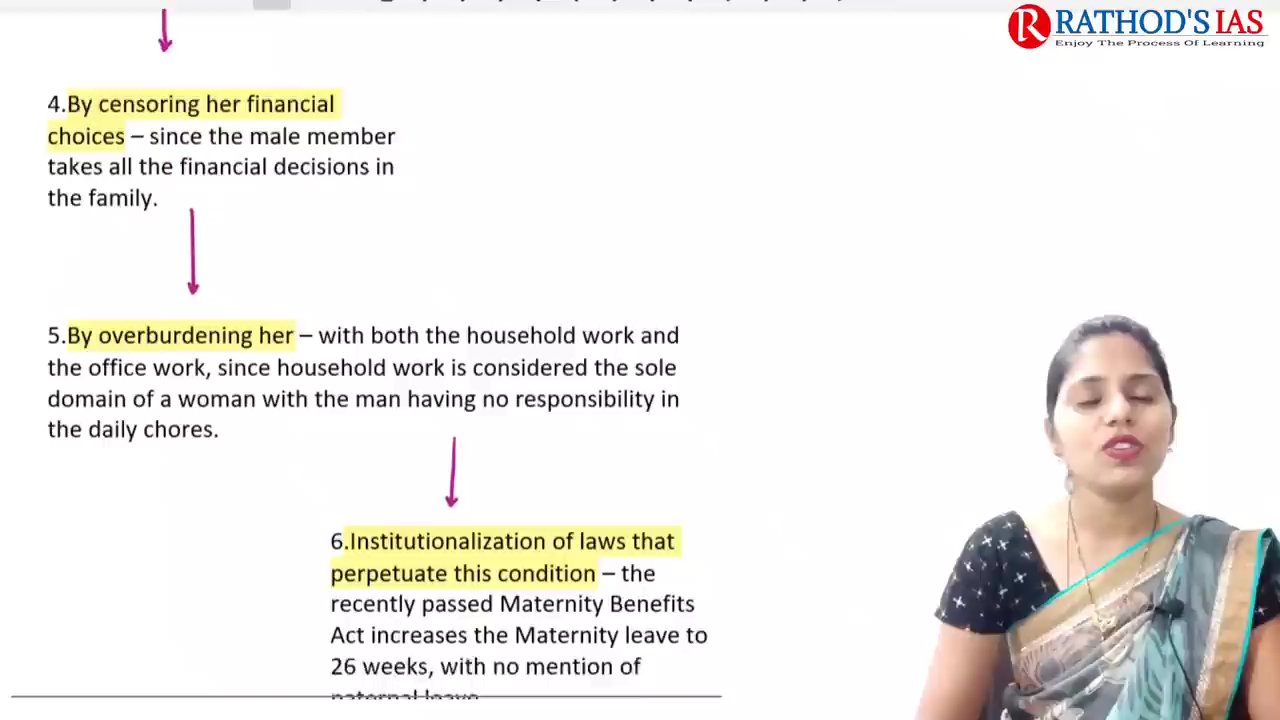 RATHOD'S IAS
Enjoy The Process Of Learning
4.By censoring her financial
choices – since the male member
takes all the financial decisions in
the family.
5.By overburdening her – with both the household work and
the office work, since household work is considered the sole
domain of a woman with the man having no responsibility in
the daily chores.
6.Institutionalization of laws that
perpetuate this condition – the
recently passed Maternity Benefits
Act increases the Maternity leave to
26 weeks, with no mention of
paternal leave